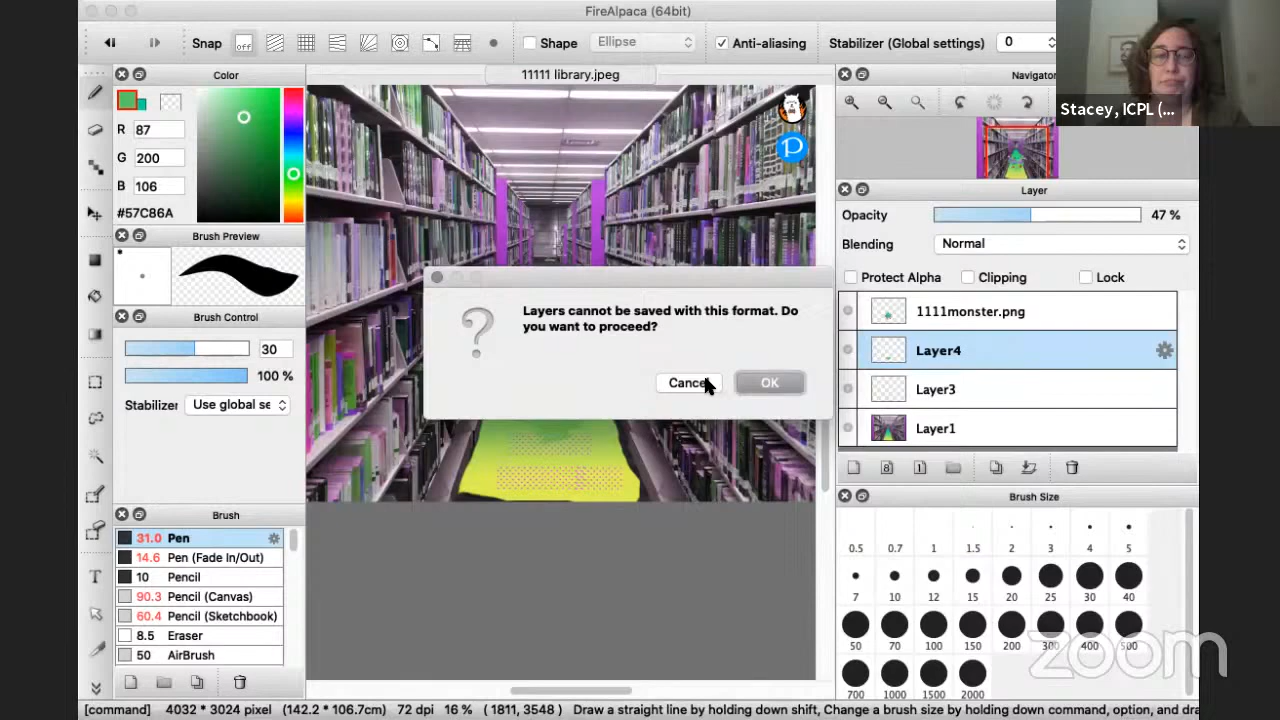 FireAlpaca (64bit)
Snap
off
Shape
Ellipse
Anti-aliasing
Stabilizer (Global settings)
0
Color
11111 library.jpeg
Navigator
Stacey, ICPL (...
R
87
G
200
B
106
#57C86A
Brush Preview
Brush Control
30
100 %
Stabilizer
Use global se
Layers cannot be saved with this format. Do
you want to proceed?
Cancel
OK
Layer
Opacity
47 %
Blending
Normal
Protect Alpha
Clipping
Lock
1111monster.png
Layer4
Layer3
Layer1
8
1
Brush
31.0 Pen
14.6 Pen (Fade In/Out)
10 Pencil
90.3 Pencil (Canvas)
60.4 Pencil (Sketchbook)
8.5 Eraser
50 AirBrush
Brush Size
0.5 0.7 1 1.5 2 3 4 5
7 10 12 15 20 25 30 40
50 70 100 150 200 300 400 500
700 1000 1500 2000
zoom
[command] 4032 * 3024 pixel (142.2 * 106.7cm) 72 dpi 16 % ( 1811, 3548 ) Draw a straight line by holding down shift, Change a brush size by holding down command, option, and dra